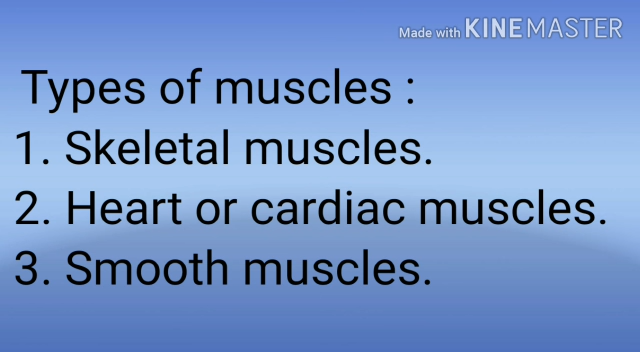 Made with KINEMASTER
Types of muscles :
1. Skeletal muscles.
2. Heart or cardiac muscles.
3. Smooth muscles.